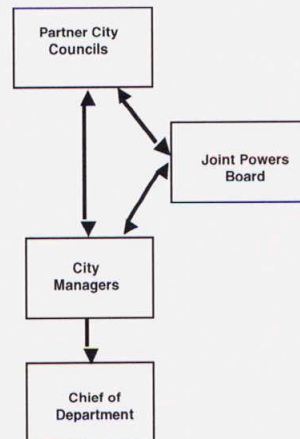 Partner City
Councils
Joint Powers
Board
City
Managers
Chief of
Department